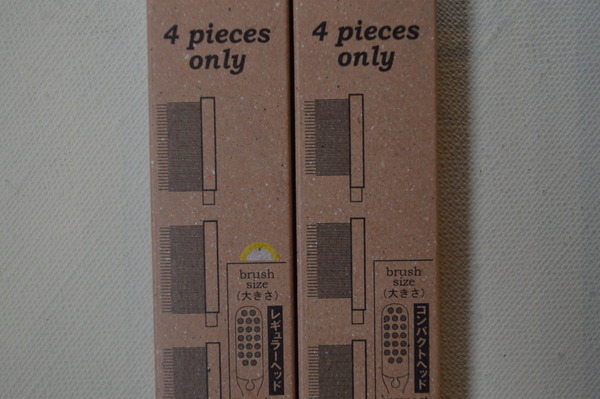 4 pieces
only
brush
size
(大きさ)
レギュラーヘッド
4 pieces
only
brush
size
(大きさ)
コンパクトヘッド